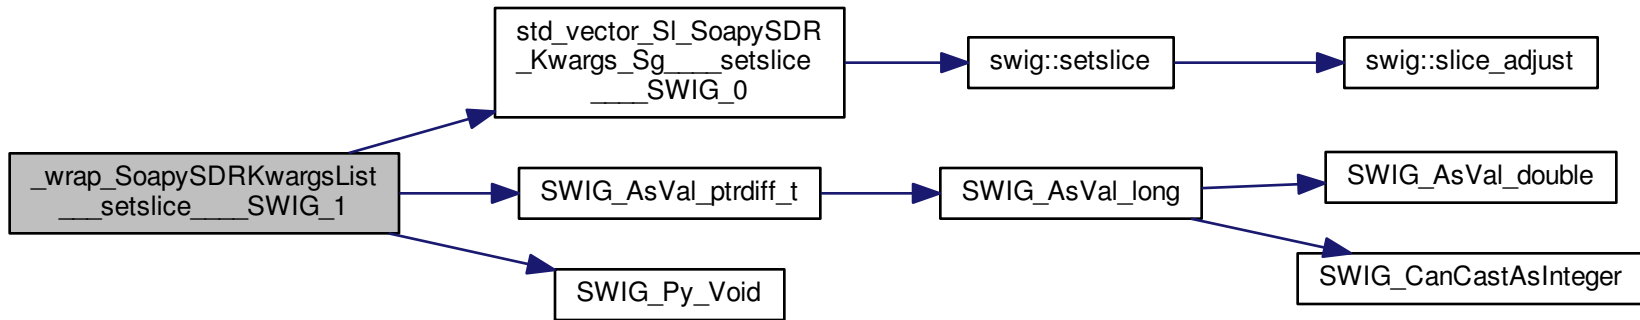 std_vector_Sl_SoapySDR
_Kwargs_Sg____setslice
____SWIG_0
swig::setslice
swig::slice_adjust
_wrap_SoapySDRKwargsList
___setslice____SWIG_1
SWIG_AsVal_ptrdiff_t
SWIG_AsVal_long
SWIG_AsVal_double
SWIG_CanCastAsInteger
SWIG_Py_Void